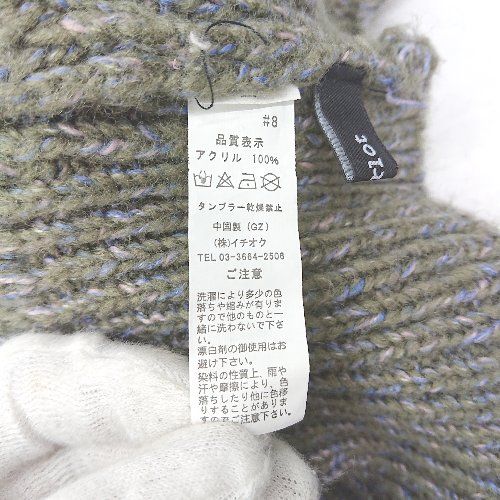 #8
品質表示
アクリル 100%
タンブラー乾燥禁止
中国製(GZ)
(株)イチオク
TEL 03-3664-2506
ご注意
洗濯により多少の色
落ちや縮みが有りま
すので他のものと一
緒に洗わないで下さ
い。
漂白剤の御使用はお
避け下さい。
染料の性質上、雨や
汗や摩擦により、色
落ちしたり他に色移
りすることがありま
すのでご注意下さい。